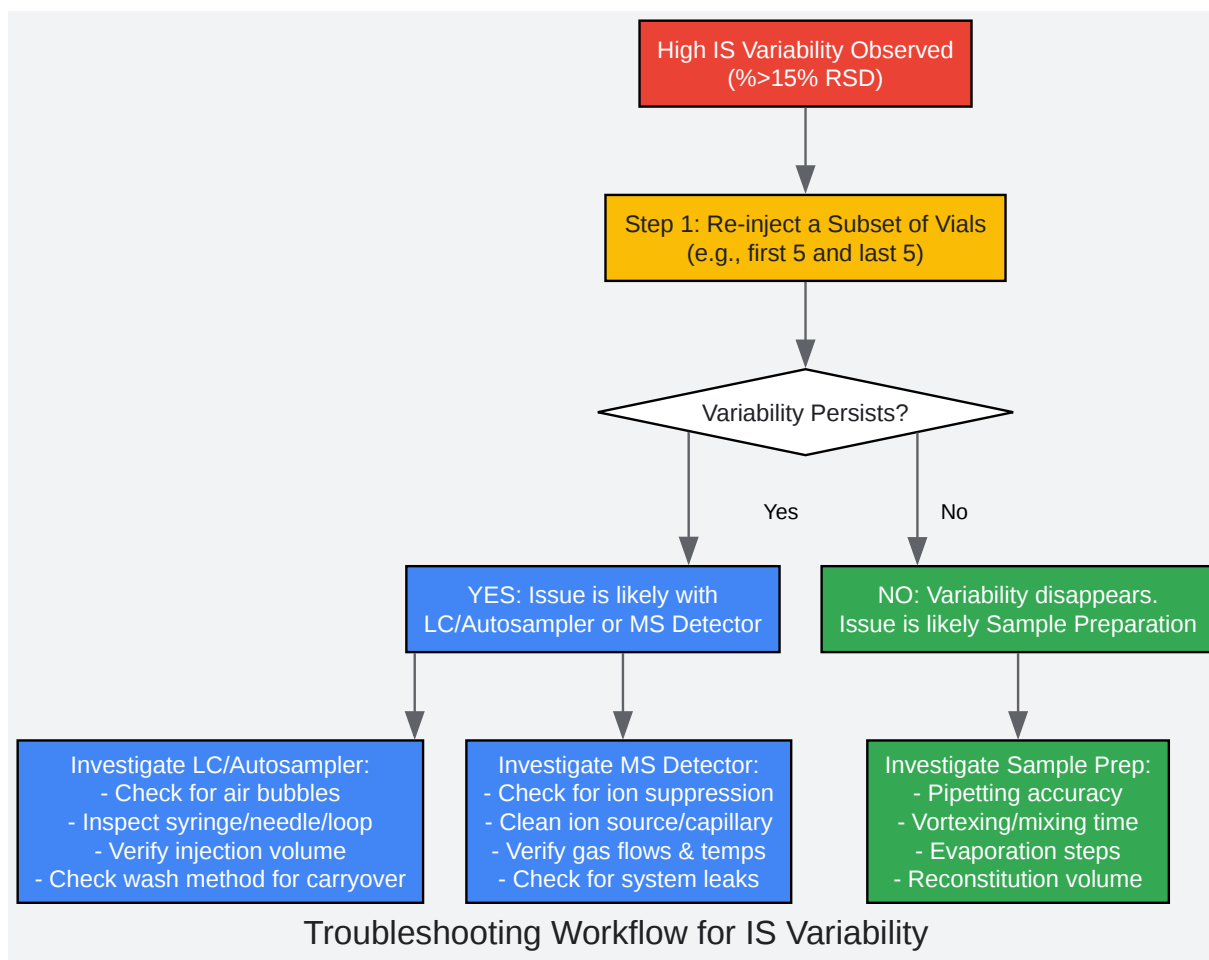 High IS Variability Observed
(%>15% RSD)
Step 1: Re-inject a Subset of Vials
(e.g., first 5 and last 5)
Variability Persists?
Yes
No
YES: Issue is likely with
LC/Autosampler or MS Detector
NO: Variability disappears.
Issue is likely Sample Preparation
Investigate LC/Autosampler:
- Check for air bubbles
- Inspect syringe/needle/loop
- Verify injection volume
- Check wash method for carryover
Investigate MS Detector:
- Check for ion suppression
- Clean ion source/capillary
- Verify gas flows & temps
- Check for system leaks
Investigate Sample Prep:
- Pipetting accuracy
- Vortexing/mixing time
- Evaporation steps
- Reconstitution volume
Troubleshooting Workflow for IS Variability